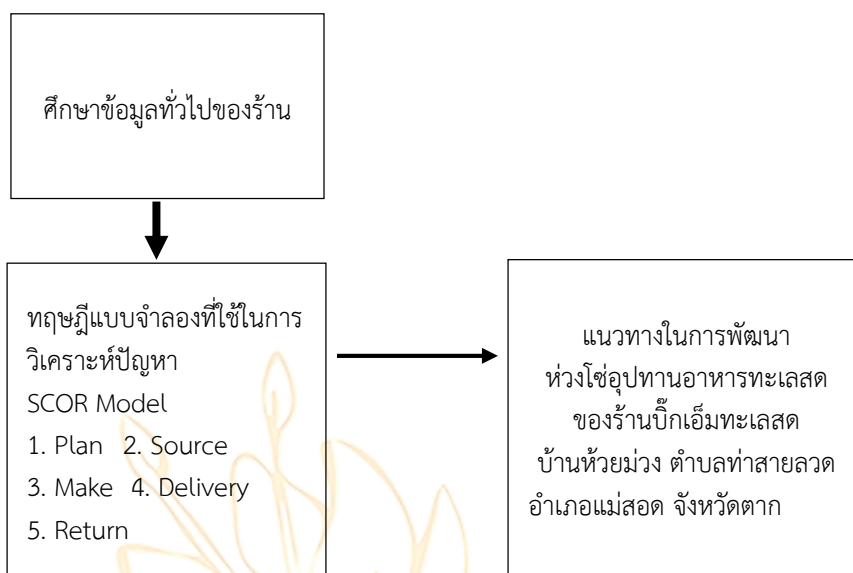 ศึกษาข้อมูลทั่วไปของร้าน
ทฤษฎีแบบจำลองที่ใช้ในการ
วิเคราะห์ปัญหา
SCOR Model
1. Plan 2. Source
3. Make 4. Delivery
5. Return
แนวทางในการพัฒนา
ห่วงโซ่อุปทานอาหารทะเลสด
ของร้านบิ๊กเอ็มทะเลสด
บ้านห้วยม่วง ตำบลท่าสายลวด
อำเภอแม่สอด จังหวัดตาก